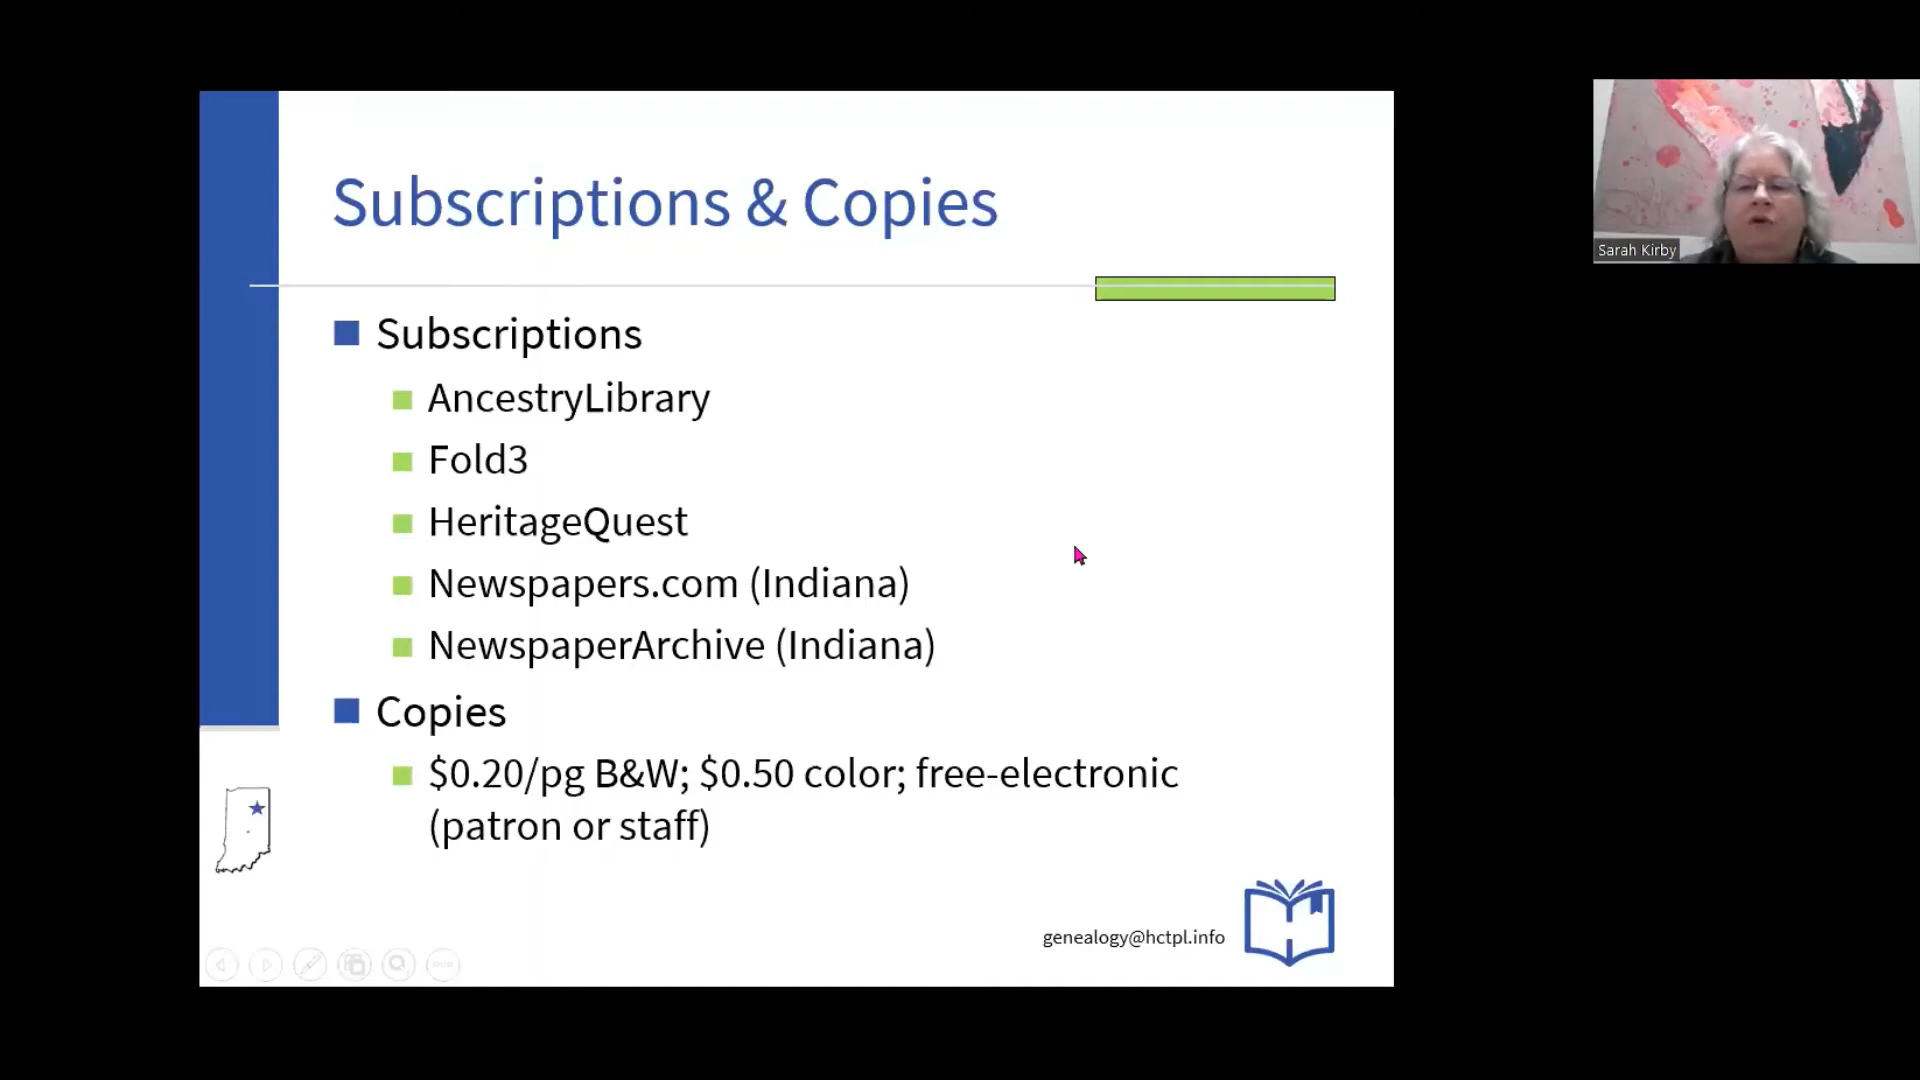 Subscriptions & Copies
Subscriptions
AncestryLibrary
Fold3
HeritageQuest
Newspapers.com (Indiana)
NewspaperArchive (Indiana)
Copies
$0.20/pg B&W; $0.50 color; free-electronic
(patron or staff)
genealogy@hctpl.info
Sarah Kirby